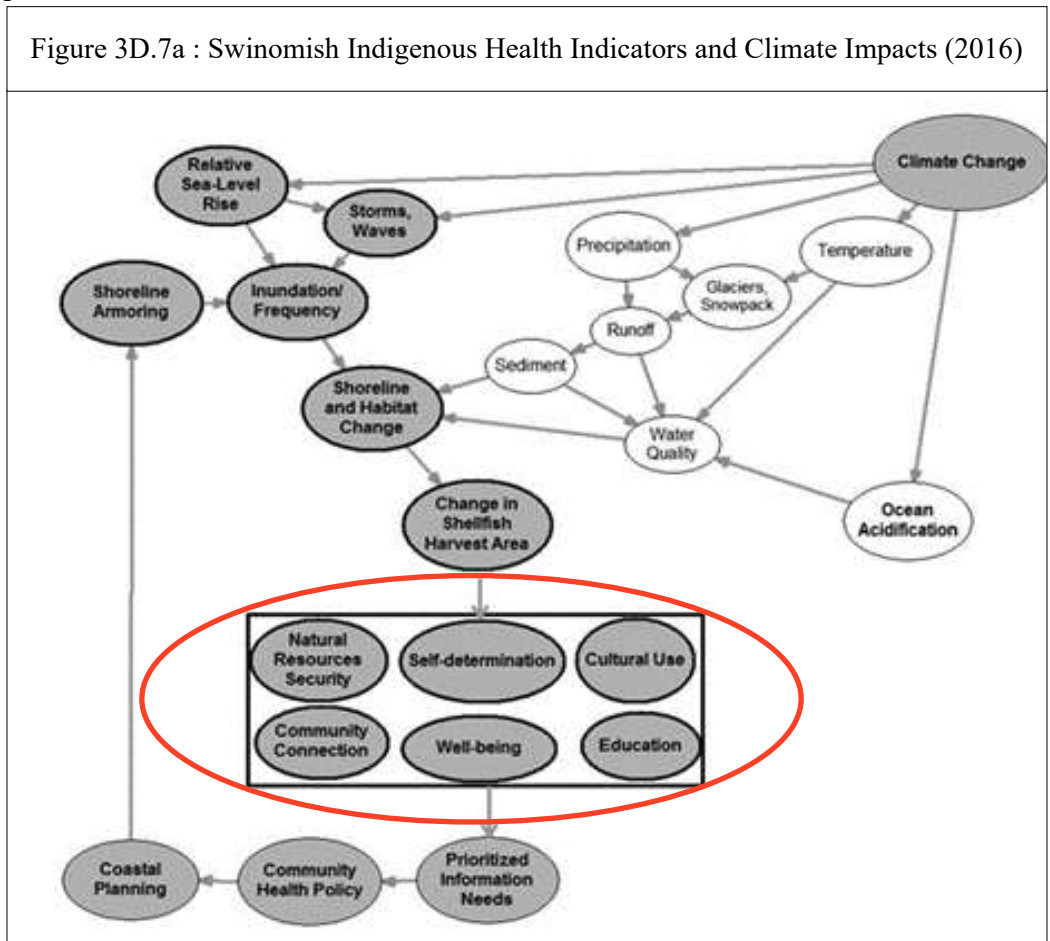 Figure 3D.7a : Swinomish Indigenous Health Indicators and Climate Impacts (2016)
Climate Change
Relative
Sea-Level
Rise
Storms,
Waves
Precipitation
Temperature
Shoreline
Armoring
Inundation/
Frequency
Glaciers,
Snowpack
Runoff
Sediment
Shoreline
and Habitat
Change
Water
Quality
Change in
Shellfish
Harvest Area
Ocean
Acidification
Natural
Resources
Security
Self-determination
Cultural Use
Community
Connection
Well-being
Education
Coastal
Planning
Community
Health Policy
Prioritized
Information
Needs